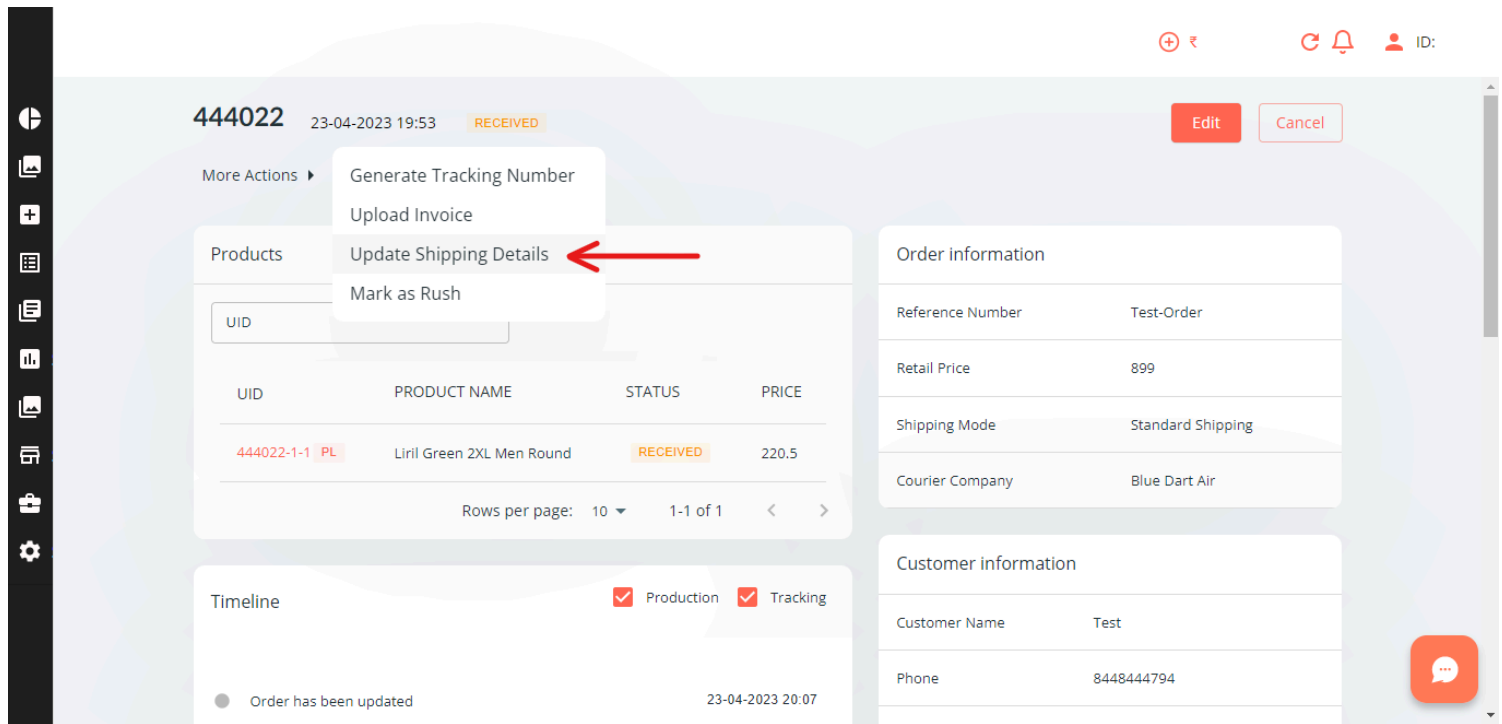 ₹ ID:
444022 23-04-2023 19:53 RECEIVED Edit Cancel
More Actions
Generate Tracking Number
Upload Invoice
Update Shipping Details
Mark as Rush
Products
UID
UID PRODUCT NAME STATUS PRICE
444022-1-1 PL Liril Green 2XL Men Round RECEIVED 220.5
Rows per page: 10 1-1 of 1
Timeline Production Tracking
Order has been updated 23-04-2023 20:07
Order information
Reference Number Test-Order
Retail Price 899
Shipping Mode Standard Shipping
Courier Company Blue Dart Air
Customer information
Customer Name Test
Phone 8448444794